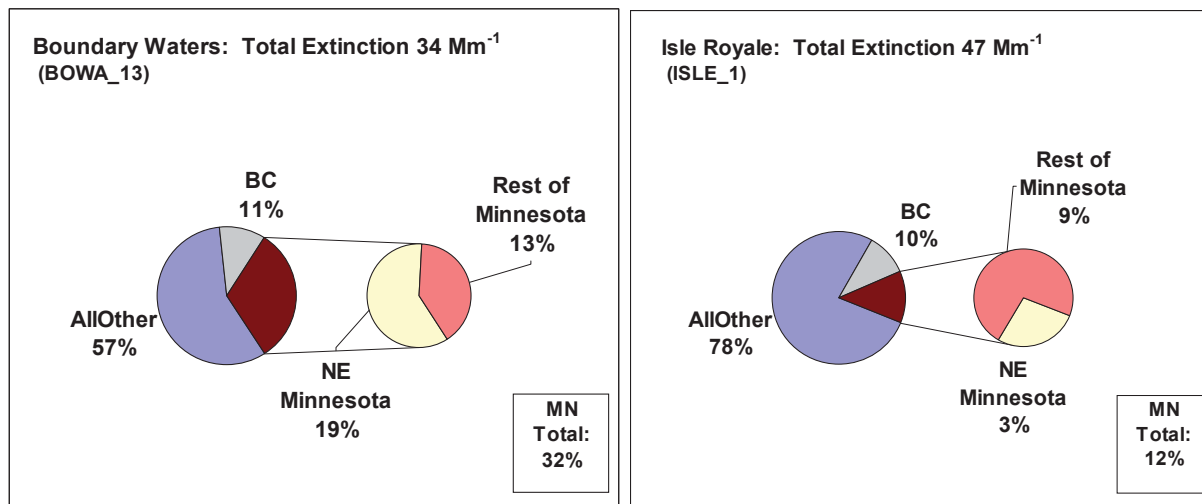 Boundary Waters: Total Extinction 34 Mm⁻¹
(BOWA_13)
BC
11%
Rest of
Minnesota
13%
AllOther
57%
NE
Minnesota
19%
MN
Total:
32%
Isle Royale: Total Extinction 47 Mm⁻¹
(ISLE_1)
Rest of
Minnesota
9%
BC
10%
AllOther
78%
NE
Minnesota
3%
MN
Total:
12%